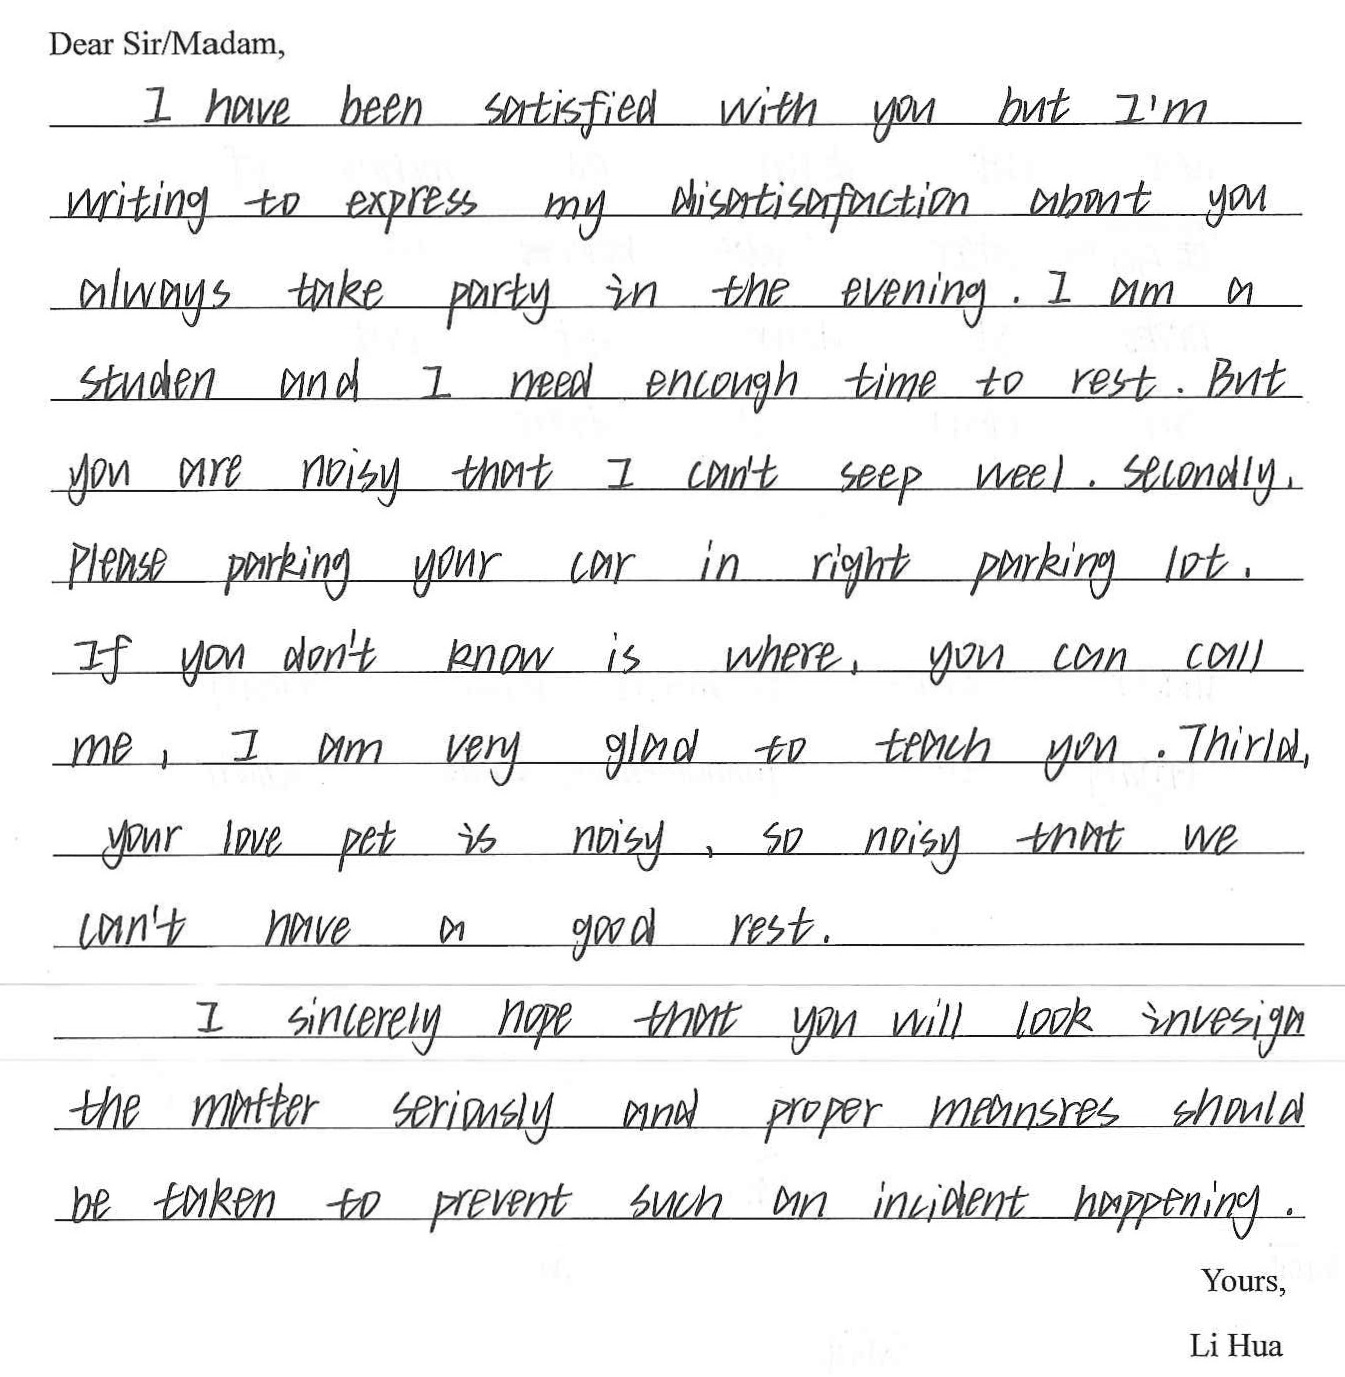 Dear Sir/Madam,
I have been satisfied with you but I'm
writing to express my disatisafaction about you
always take party in the evening. I am a
studen and I need encough time to rest. But
you are noisy that I can't seep weel. Secondly,
Please parking your car in right parking lot.
If you don't know is where, you can call
me, I am very glad to teach you. Thirld,
your love pet is noisy, so noisy that we
can't have a good rest.
I sincerely hope that you will look invesiga
the matter seriously and proper meansres should
be taken to prevent such an incident happening.
Yours,
Li Hua